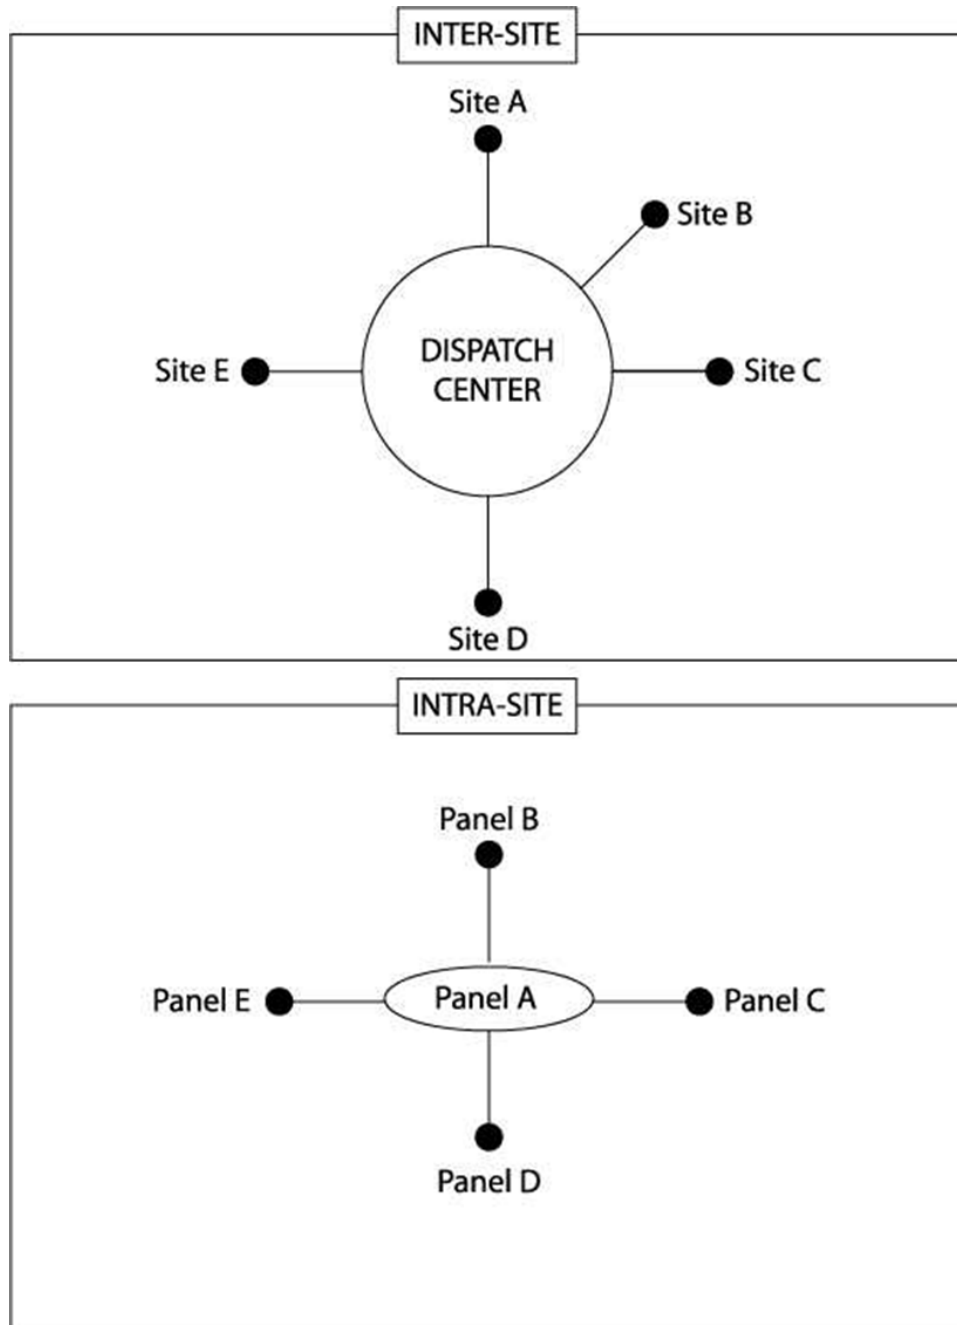 INTER-SITE
Site A
Site B
DISPATCH
CENTER
Site E
Site C
Site D
INTRA-SITE
Panel B
Panel E
Panel A
Panel C
Panel D